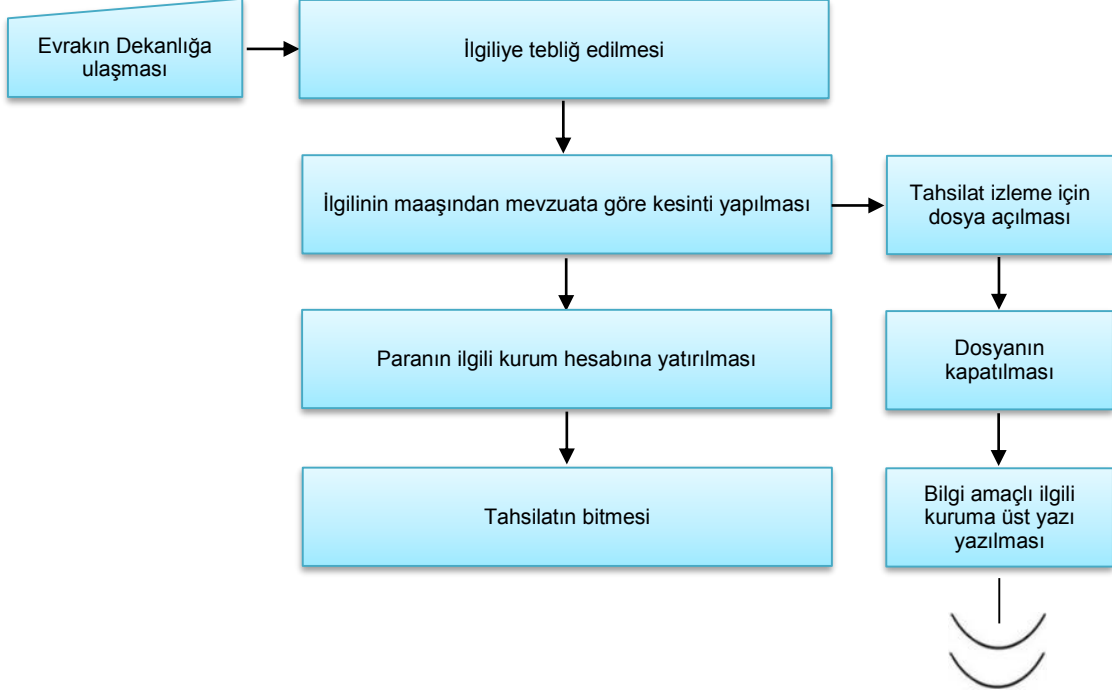 Evrakın Dekanlığa
ulaşması
İlgiliye tebliğ edilmesi
İlgilinin maaşından mevzuata göre kesinti yapılması
Tahsilat izleme için
dosya açılması
Paranın ilgili kurum hesabına yatırılması
Dosyanın
kapatılması
Tahsilatın bitmesi
Bilgi amaçlı ilgili
kuruma üst yazı
yazılması